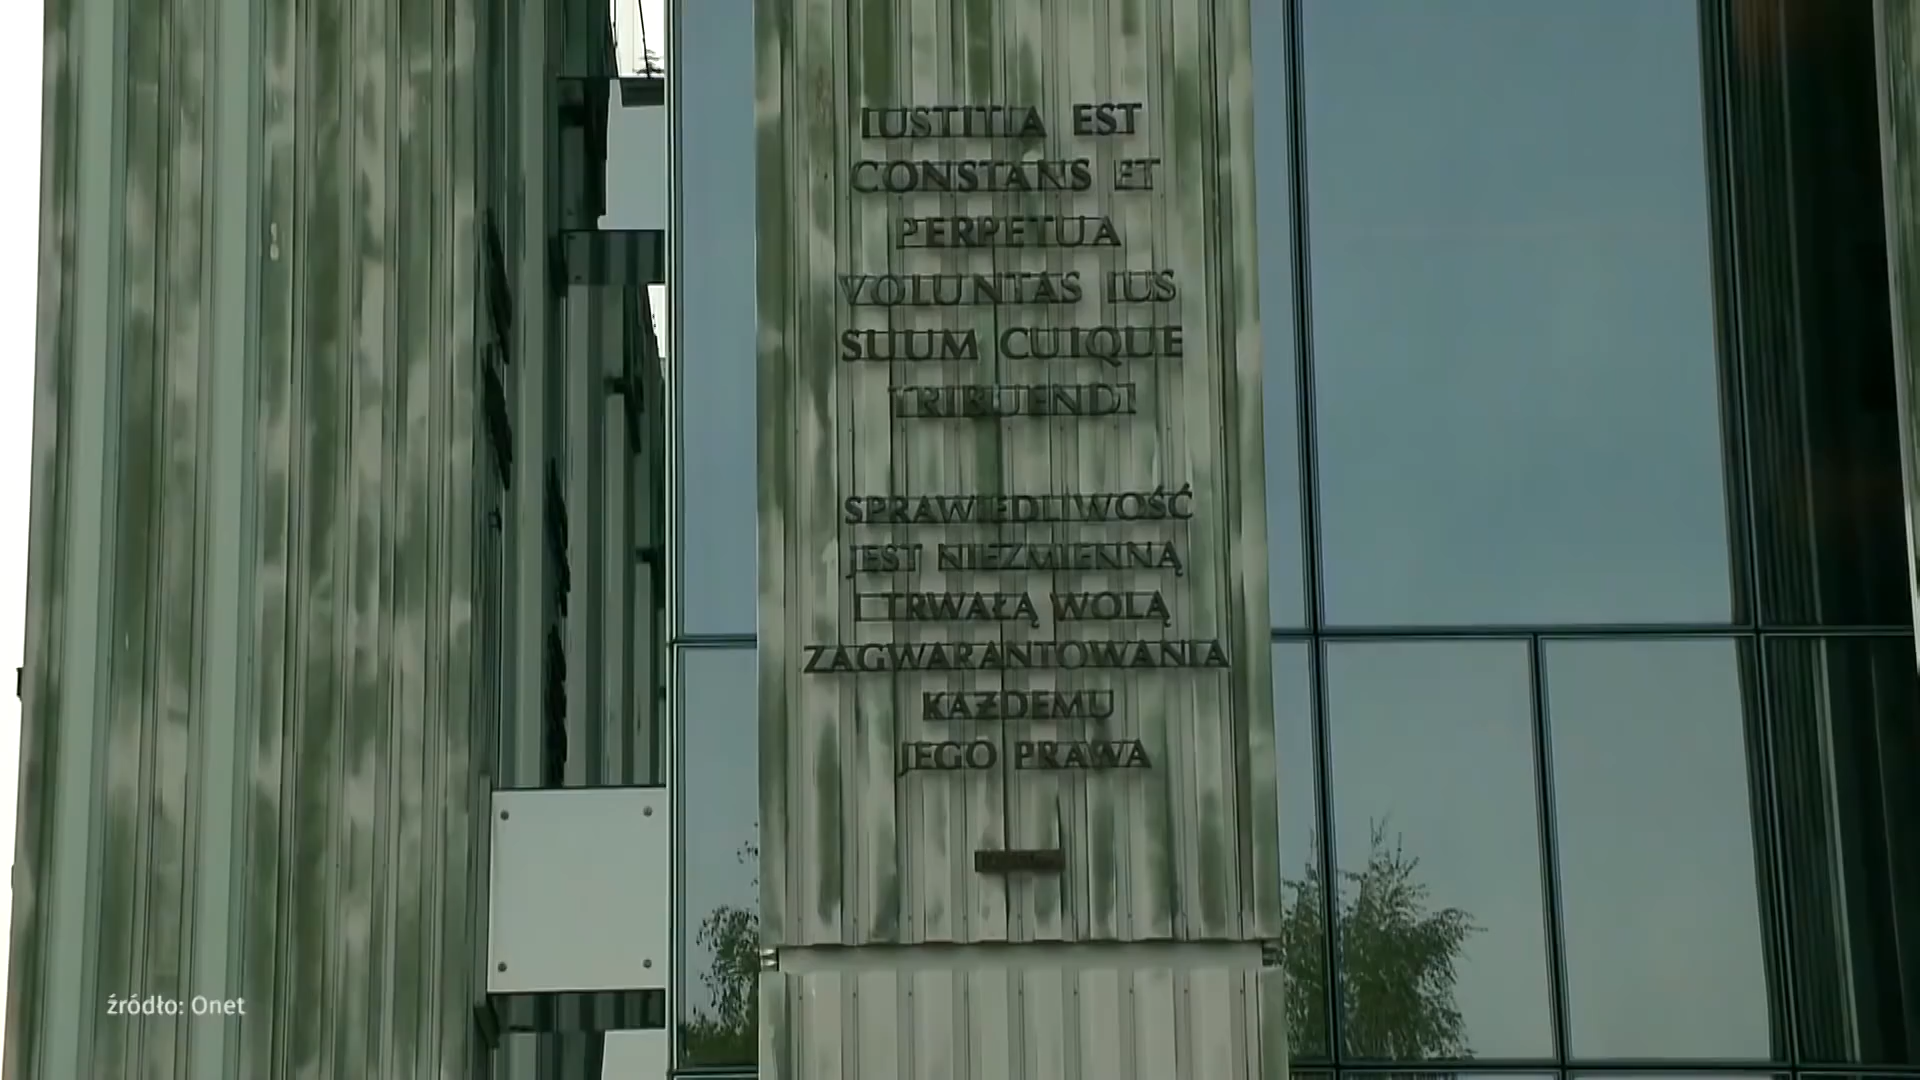 IUSTITIA EST
CONSTANS ET
PERPETUA
VOLUNTAS IUS
SUUM CUIQUE
TRIBUENDI
SPRAWIEDLIWOŚĆ
JEST NIEZMIENNĄ
I TRWAŁĄ WOLĄ
ZAGWARANTOWANIA
KAŻDEMU
JEGO PRAWA
źródło: Onet